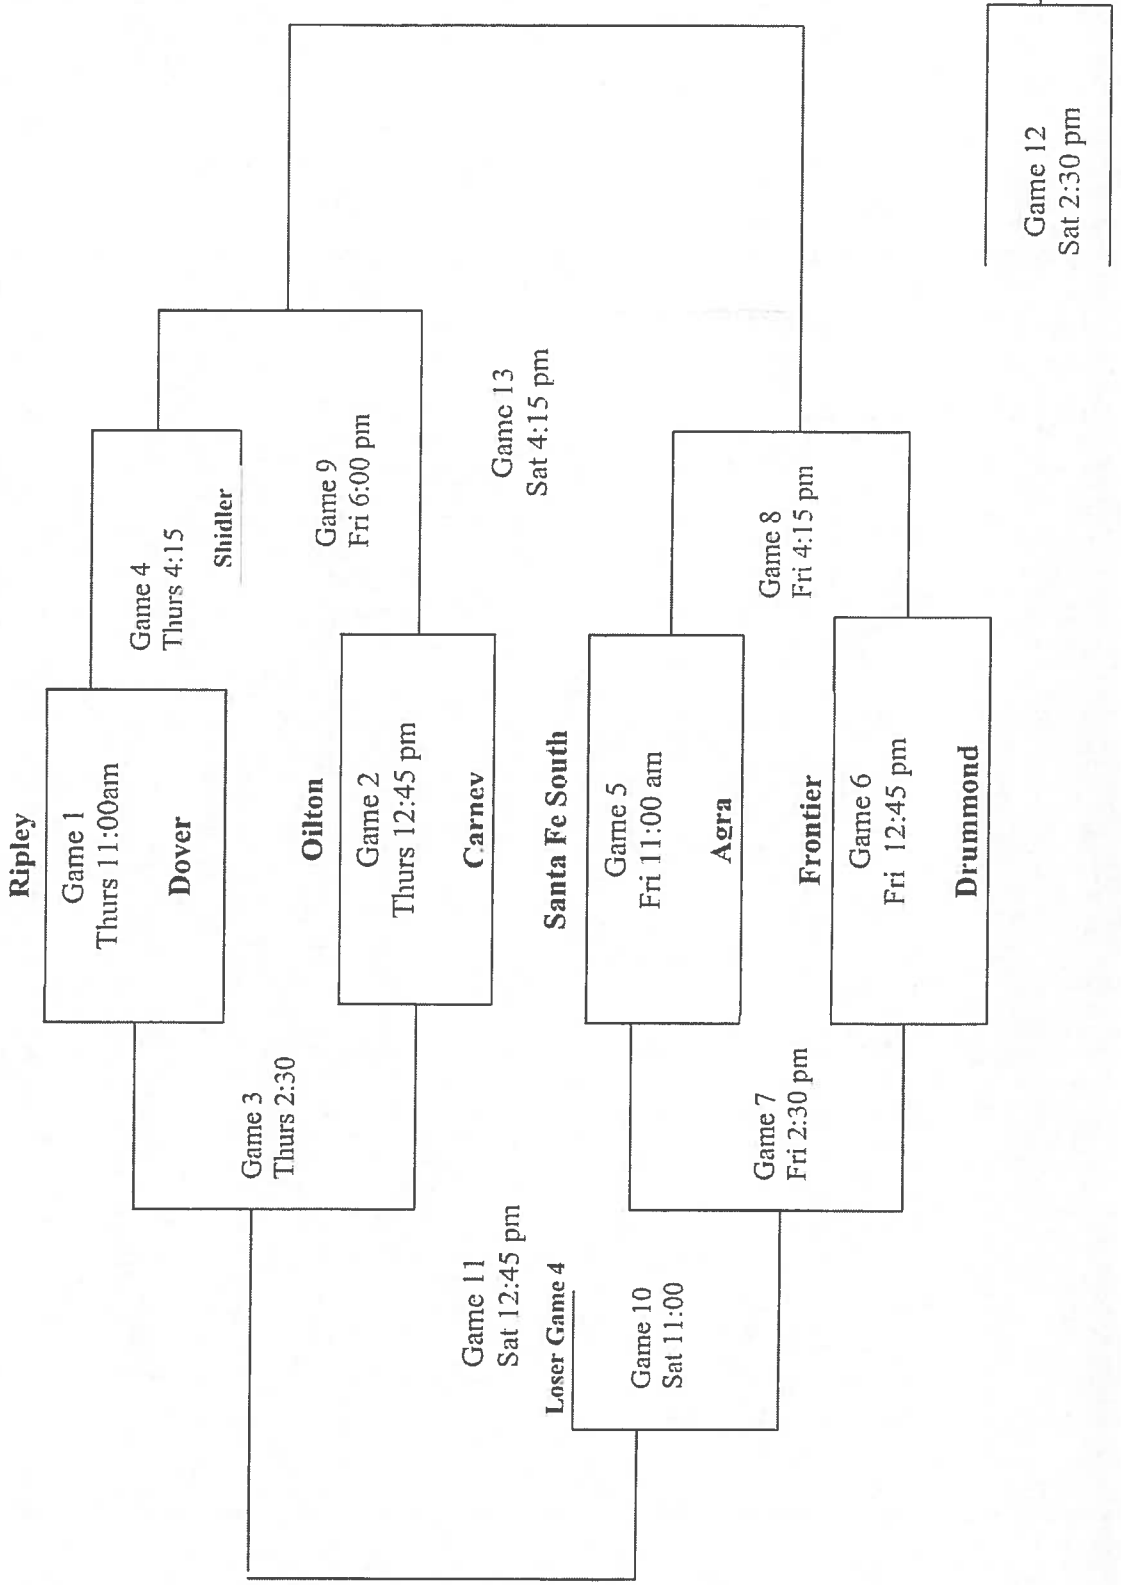 Ripley
Game 1
Thurs 11:00am
Dover
Game 4
Thurs 4:15
Shidler
Game 3
Thurs 2:30
Oilton
Game 2
Thurs 12:45 pm
Carney
Game 9
Fri 6:00 pm
Game 13
Sat 4:15 pm
Game 11
Sat 12:45 pm
Loser Game 4
Game 10
Sat 11:00
Santa Fe South
Game 5
Fri 11:00 am
Agra
Game 8
Fri 4:15 pm
Game 7
Fri 2:30 pm
Frontier
Game 6
Fri 12:45 pm
Drummond
Game 12
Sat 2:30 pm